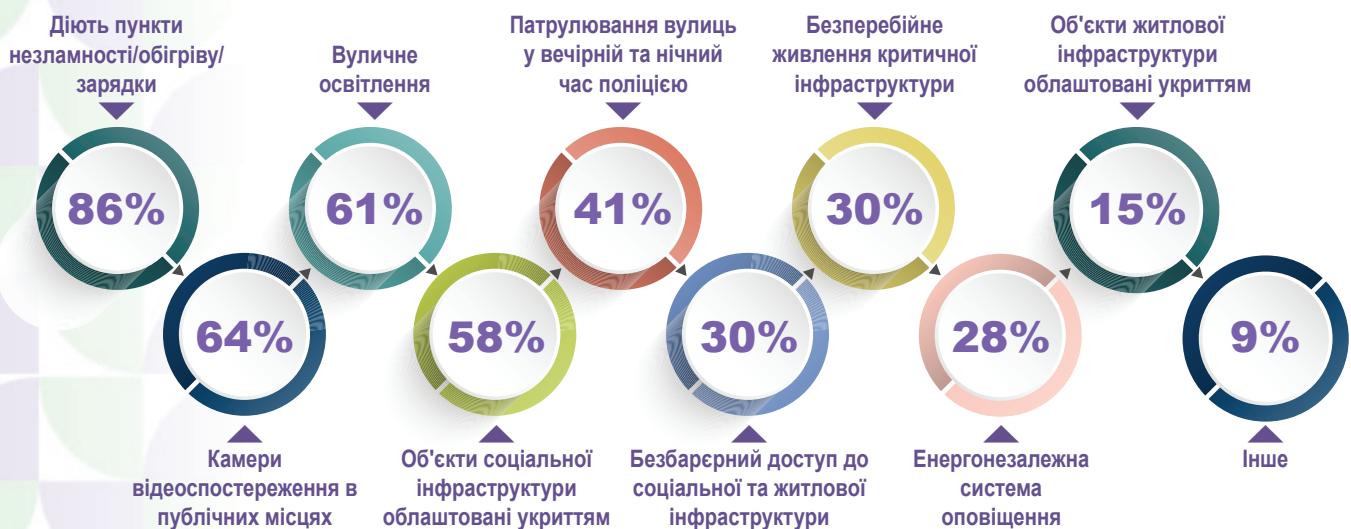 Діють пункти
незламності/обігріву/
зарядки
86%
64%
Камери
відеоспостереження в
публічних місцях
Вуличне
освітлення
61%
58%
Об'єкти соціальної
інфраструктури
облаштовані укриттям
Патрулювання вулиць
у вечірній та нічний
час поліцією
41%
30%
Безбарєрний доступ до
соціальної та житлової
інфраструктури
Безперебійне
живлення критичної
інфраструктури
30%
28%
Енергонезалежна
система
оповіщення
Об'єкти житлової
інфраструктури
облаштовані укриттям
15%
9%
Інше